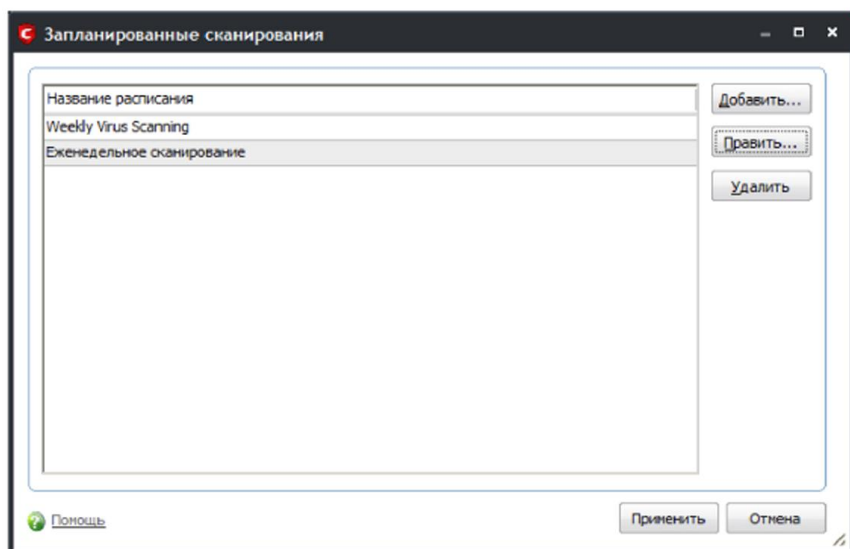 Запланированные сканирования
Название расписания
Weekly Virus Scanning
Еженедельное сканирование
Добавить...
Править...
Удалить
Помощь
Применить
Отмена